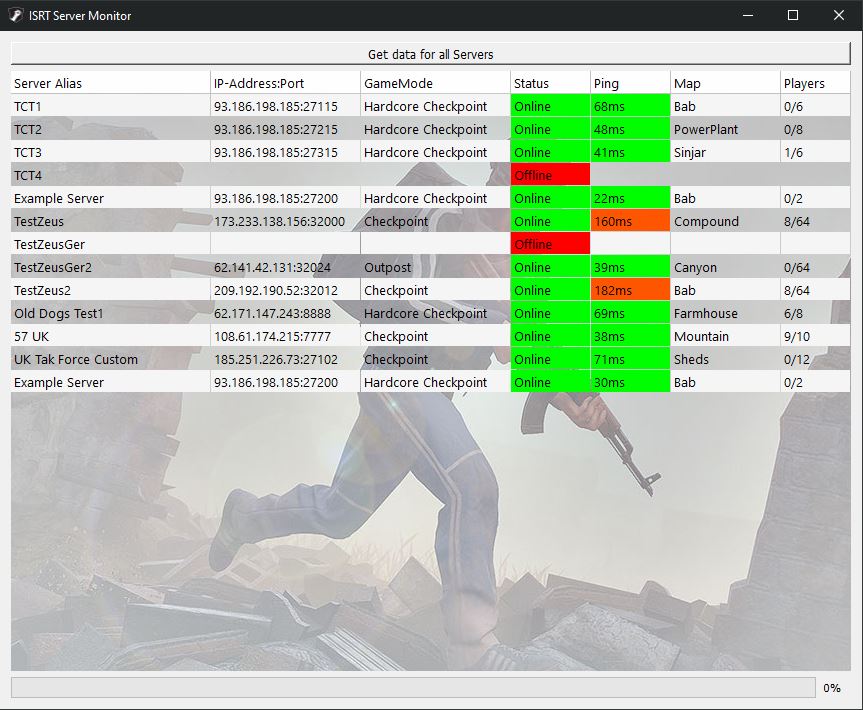 ISRT Server Monitor
Get data for all Servers
Server Alias IP-Address:Port GameMode Status Ping Map Players
TCT1 93.186.198.185:27115 Hardcore Checkpoint Online 68ms Bab 0/6
TCT2 93.186.198.185:27215 Hardcore Checkpoint Online 48ms PowerPlant 0/8
TCT3 93.186.198.185:27315 Hardcore Checkpoint Online 41ms Sinjar 1/6
TCT4 Offline
Example Server 93.186.198.185:27200 Hardcore Checkpoint Online 22ms Bab 0/2
TestZeus 173.233.138.156:32000 Checkpoint Online 160ms Compound 8/64
TestZeusGer Offline
TestZeusGer2 62.141.42.131:32024 Outpost Online 39ms Canyon 0/64
TestZeus2 209.192.190.52:32012 Checkpoint Online 182ms Bab 8/64
Old Dogs Test1 62.171.147.243:8888 Hardcore Checkpoint Online 69ms Farmhouse 6/8
57 UK 108.61.174.215:7777 Checkpoint Online 38ms Mountain 9/10
UK Tak Force Custom 185.251.226.73:27102 Checkpoint Online 71ms Sheds 0/12
Example Server 93.186.198.185:27200 Hardcore Checkpoint Online 30ms Bab 0/2
0%